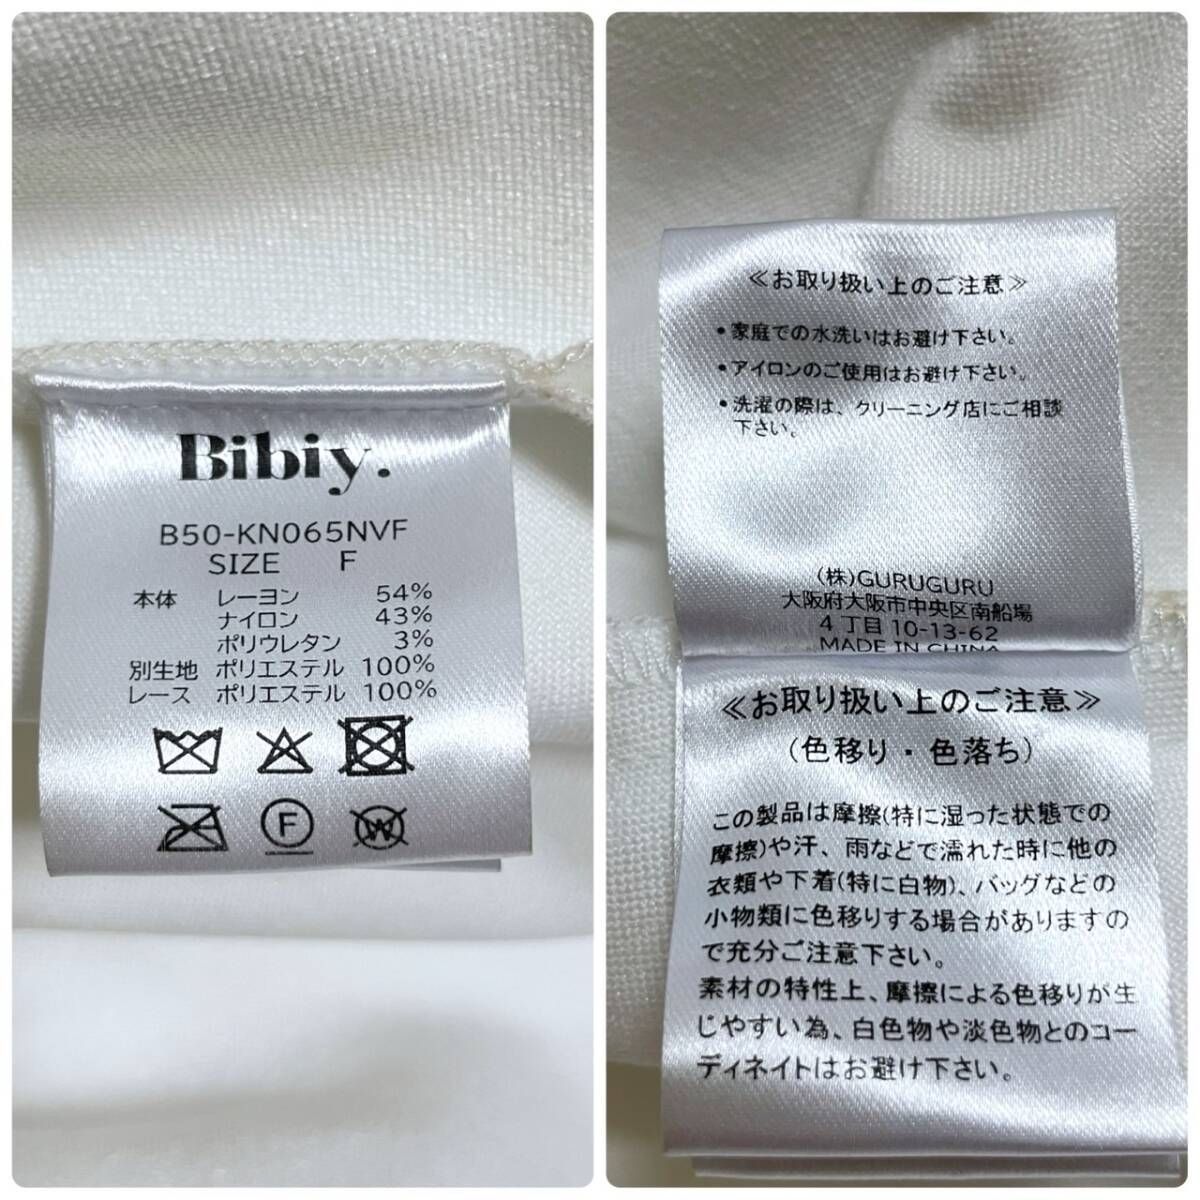 Bibiy.
B50-KN065NVF
SIZE F
本体 レーヨン 54%
ナイロン 43%
ポリウレタン 3%
別生地 ポリエステル 100%
レース ポリエステル 100%
F
W
≪お取り扱い上のご注意≫
•家庭での水洗いはお避け下さい。
•アイロンのご使用はお避け下さい。
•洗濯の際は、クリーニング店にご相談
下さい。
(株)GURUGURU
大阪府大阪市中央区南船場
4丁目10-13-62
MADE IN CHINA
≪お取り扱い上のご注意≫
(色移り・色落ち)
この製品は摩擦(特に湿った状態での
摩擦)や汗、雨などで濡れた時に他の
衣類や下着(特に白物)、バッグなどの
小物類に色移りする場合がありますの
で充分ご注意下さい。
素材の特性上、摩擦による色移りが生
じやすい為、白色物や淡色物とのコー
ディネイトはお避け下さい。